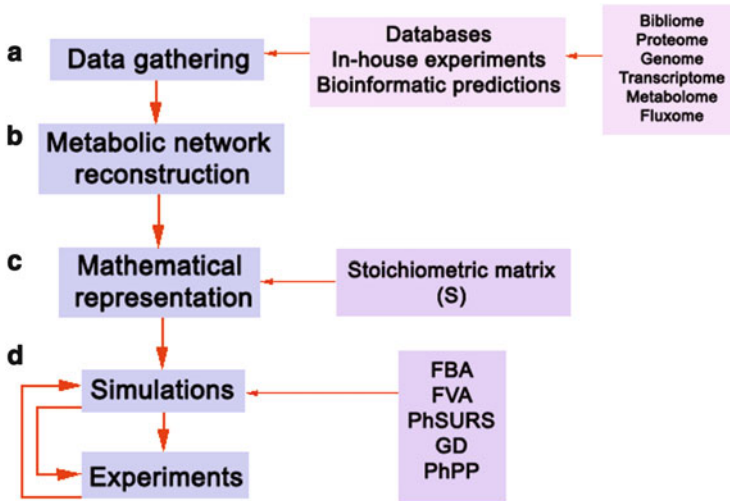 a
Data gathering
Databases
In-house experiments
Bioinformatic predictions
Bibliome
Proteome
Genome
Transcriptome
Metabolome
Fluxome
b
Metabolic network
reconstruction
c
Mathematical
representation
Stoichiometric matrix
(S)
d
Simulations
FBA
FVA
PhSURS
GD
PhPP
Experiments